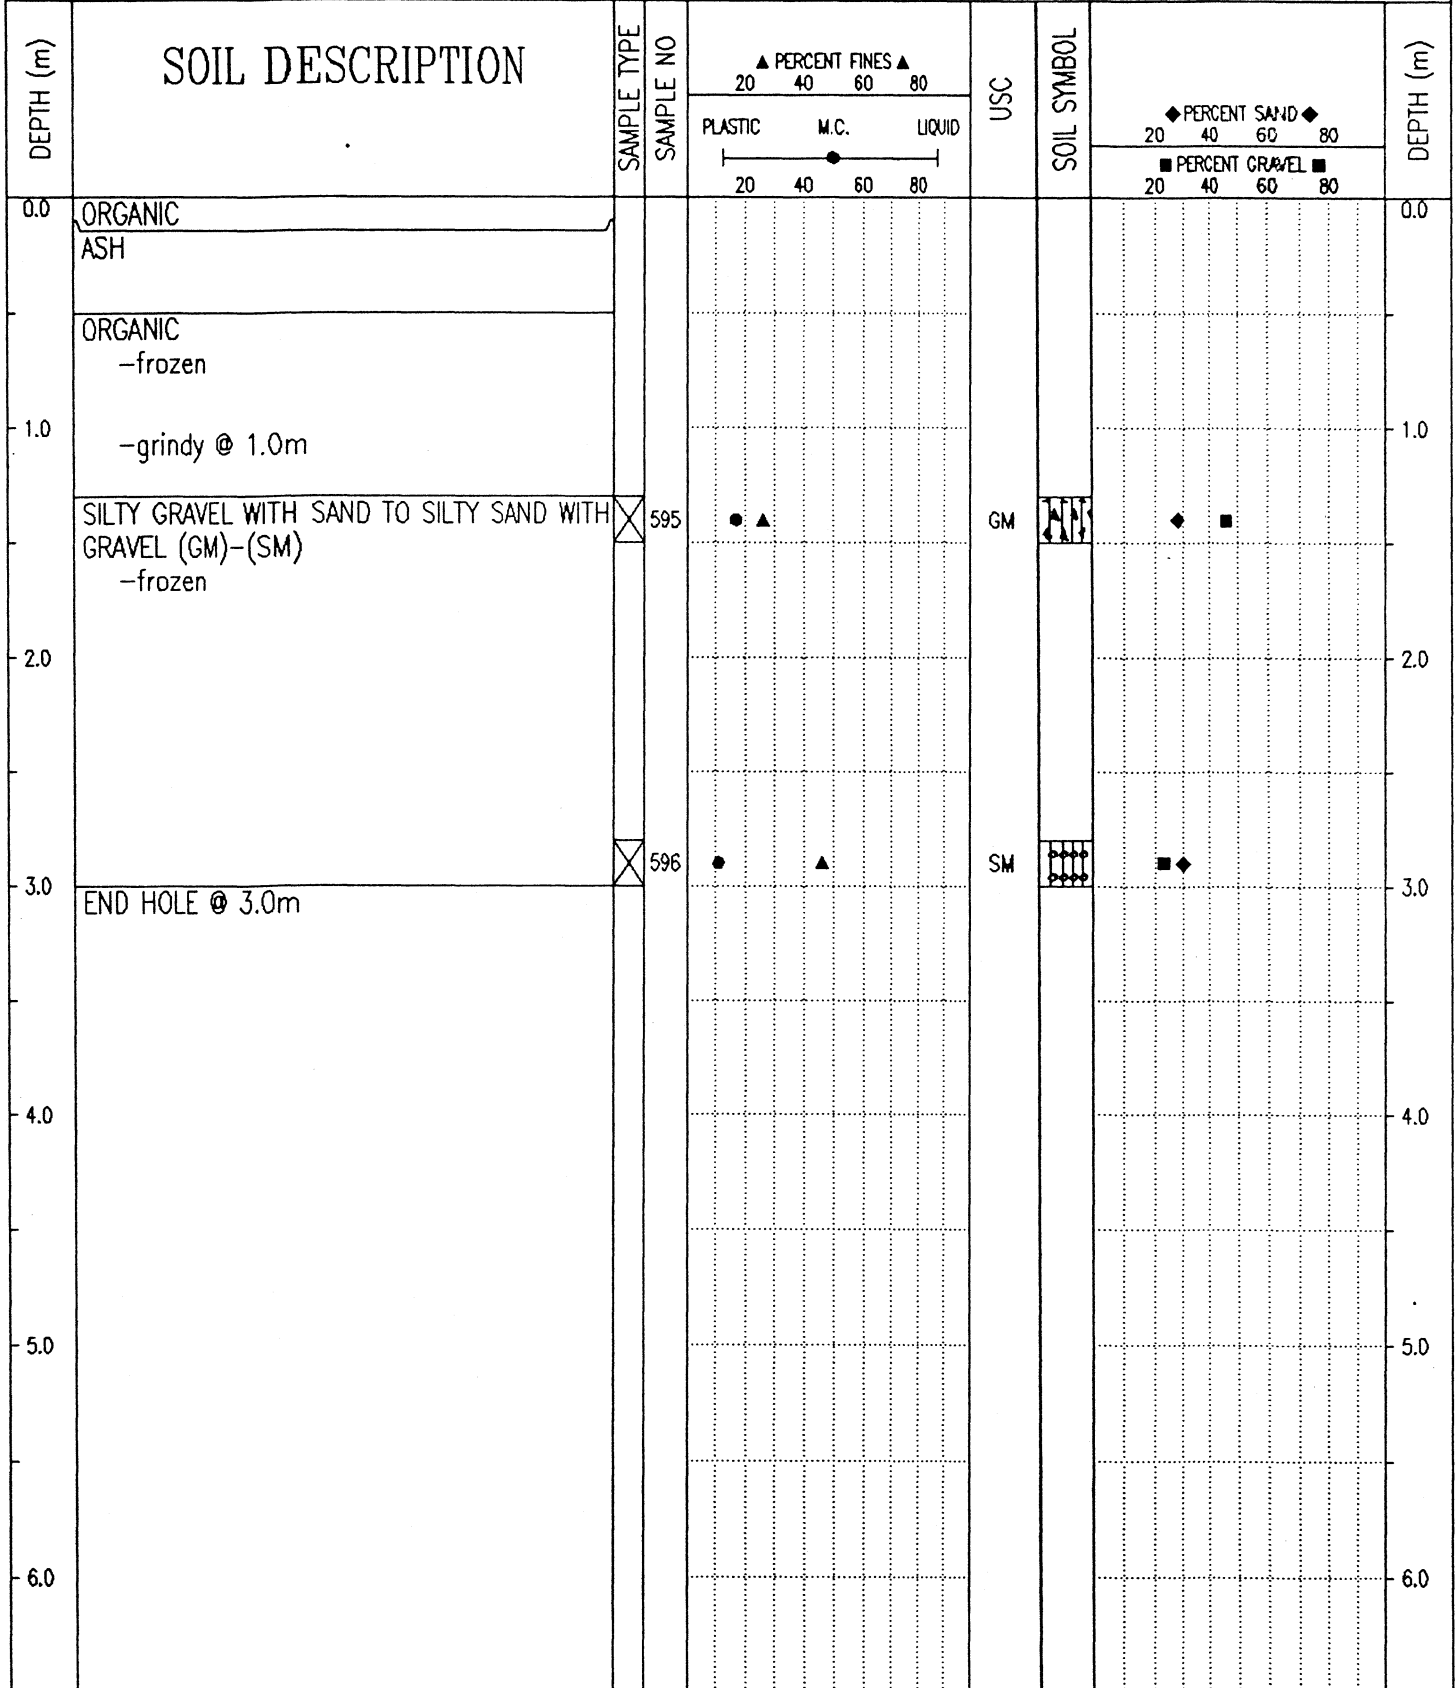 DEPTH (m)
SOIL DESCRIPTION
SAMPLE TYPE
SAMPLE NO
▲ PERCENT FINES ▲
20 40 60 80
PLASTIC M.C. LIQUID
20 40 60 80
USC
SOIL SYMBOL
◆ PERCENT SAND ◆
20 40 60 80
■ PERCENT GRAVEL ■
20 40 60 80
DEPTH (m)
0.0 ORGANIC 0.0
ASH
ORGANIC
-frozen
1.0 1.0
-grindy @ 1.0m
SILTY GRAVEL WITH SAND TO SILTY SAND WITH 595 GM
GRAVEL (GM)-(SM)
-frozen
2.0 2.0
596 SM
3.0 3.0
END HOLE @ 3.0m
4.0 4.0
5.0 5.0
6.0 6.0